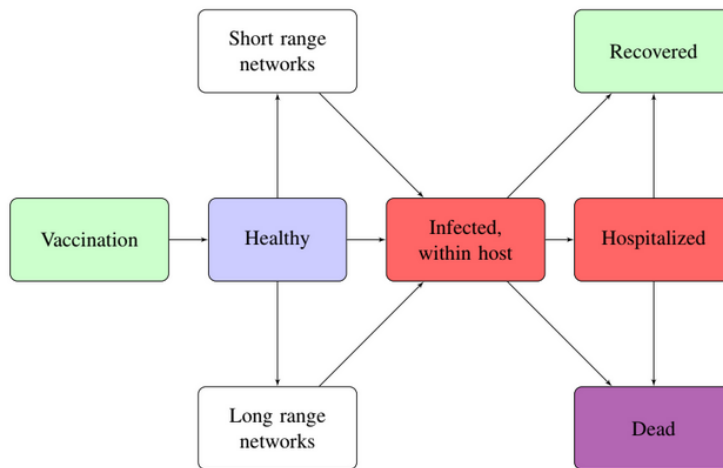 Short range
networks
Recovered
Vaccination
Healthy
Infected,
within host
Hospitalized
Long range
networks
Dead